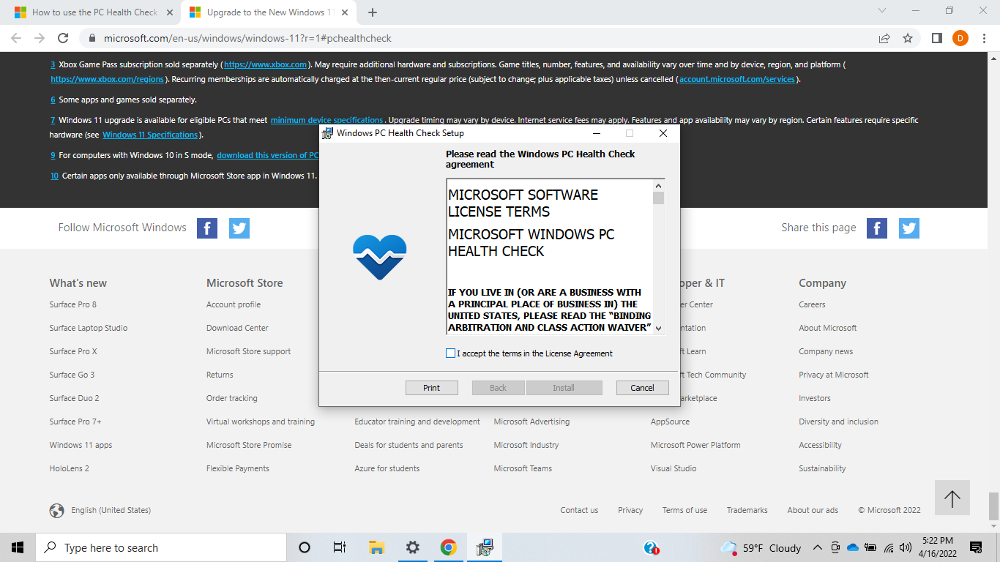 How to use the PC Health Check
Upgrade to the New Windows 11
microsoft.com/en-us/windows/windows-11?r=1#pchealthcheck
D
3 Xbox Game Pass subscription sold separately ( https://www.xbox.com ). May require additional hardware and subscriptions. Game titles, number, features, and availability vary over time and by device, region, and platform (
https://www.xbox.com/regions ). Recurring memberships are automatically charged at the then-current regular price (subject to change; plus applicable taxes) unless cancelled ( account.microsoft.com/services ).
6 Some apps and games sold separately.
7 Windows 11 upgrade is available for eligible PCs that meet minimum device specifications . Upgrade timing may vary by device. Internet service fees may apply. Features and app availability may vary by region. Certain features require specific
hardware (see Windows 11 Specifications ).
9 For computers with Windows 10 in S mode, download this version of PC
10 Certain apps only available through Microsoft Store app in Windows 11.
Windows PC Health Check Setup
Please read the Windows PC Health Check
agreement
MICROSOFT SOFTWARE
LICENSE TERMS
MICROSOFT WINDOWS PC
HEALTH CHECK
IF YOU LIVE IN (OR ARE A BUSINESS WITH
A PRINCIPAL PLACE OF BUSINESS IN) THE
UNITED STATES, PLEASE READ THE “BINDING
ARBITRATION AND CLASS ACTION WAIVER”
I accept the terms in the License Agreement
Print Back Install Cancel
Follow Microsoft Windows
Share this page
What's new
Surface Pro 8
Surface Laptop Studio
Surface Pro X
Surface Go 3
Surface Duo 2
Surface Pro 7+
Windows 11 apps
HoloLens 2
Microsoft Store
Account profile
Download Center
Microsoft Store support
Returns
Order tracking
Virtual workshops and training
Microsoft Store Promise
Flexible Payments
Educator training and development
Deals for students and parents
Azure for students
Microsoft Advertising
Microsoft Industry
Microsoft Teams
oper & IT
er Center
ntation
ft Learn
ft Tech Community
arketplace
AppSource
Microsoft Power Platform
Visual Studio
Company
Careers
About Microsoft
Company news
Privacy at Microsoft
Investors
Diversity and inclusion
Accessibility
Sustainability
English (United States)
Contact us Privacy Terms of use Trademarks About our ads © Microsoft 2022
Type here to search
59°F Cloudy
5:22 PM
4/16/2022